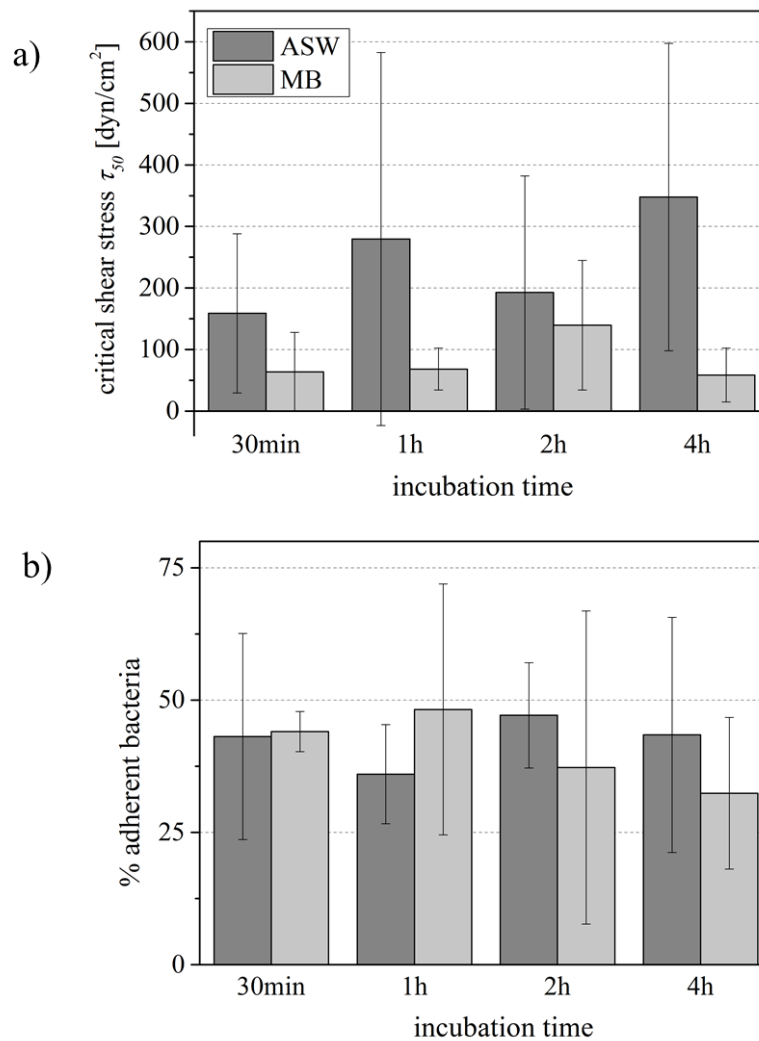 a)
critical shear stress τ50 [dyn/cm2]
600
500
400
300
200
100
0
ASW
MB
30min 1h 2h 4h
incubation time
b)
% adherent bacteria
75
50
25
0
30min 1h 2h 4h
incubation time